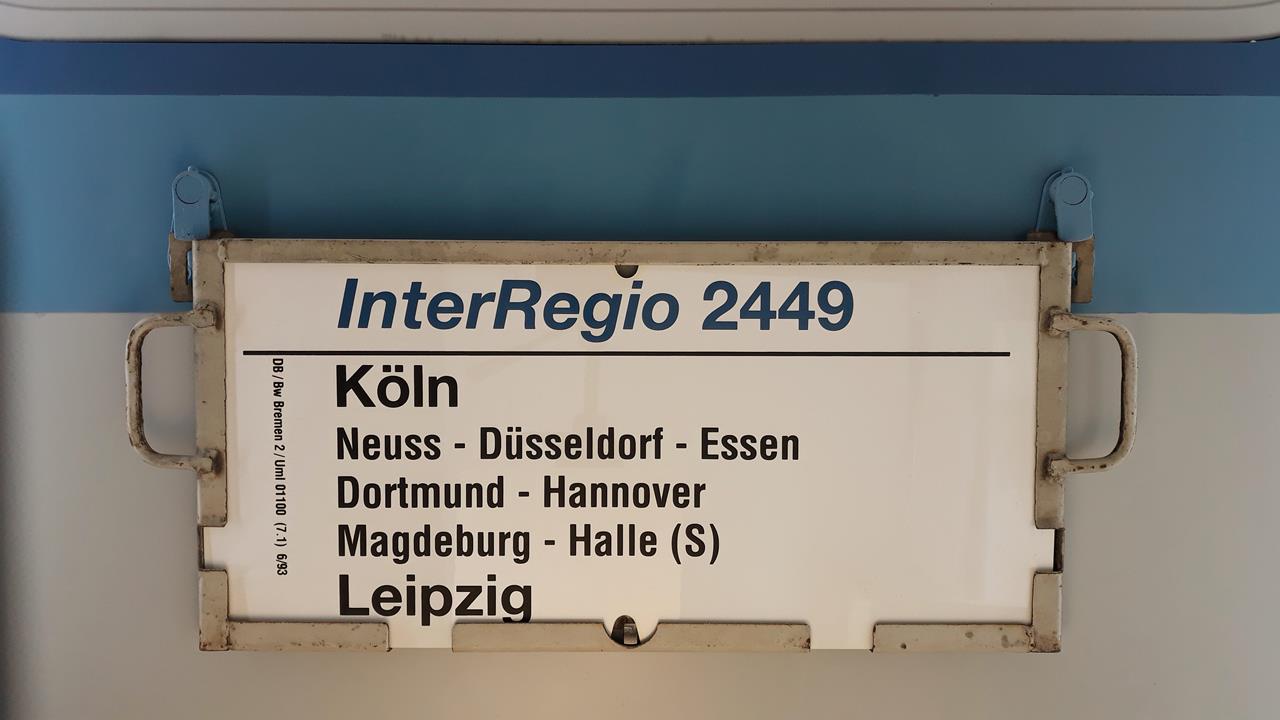 InterRegio 2449
Köln
Neuss - Düsseldorf - Essen
Dortmund - Hannover
Magdeburg - Halle (S)
Leipzig
DB / Bw Bremen 2 / Uml 01100 (7.1) 6/93